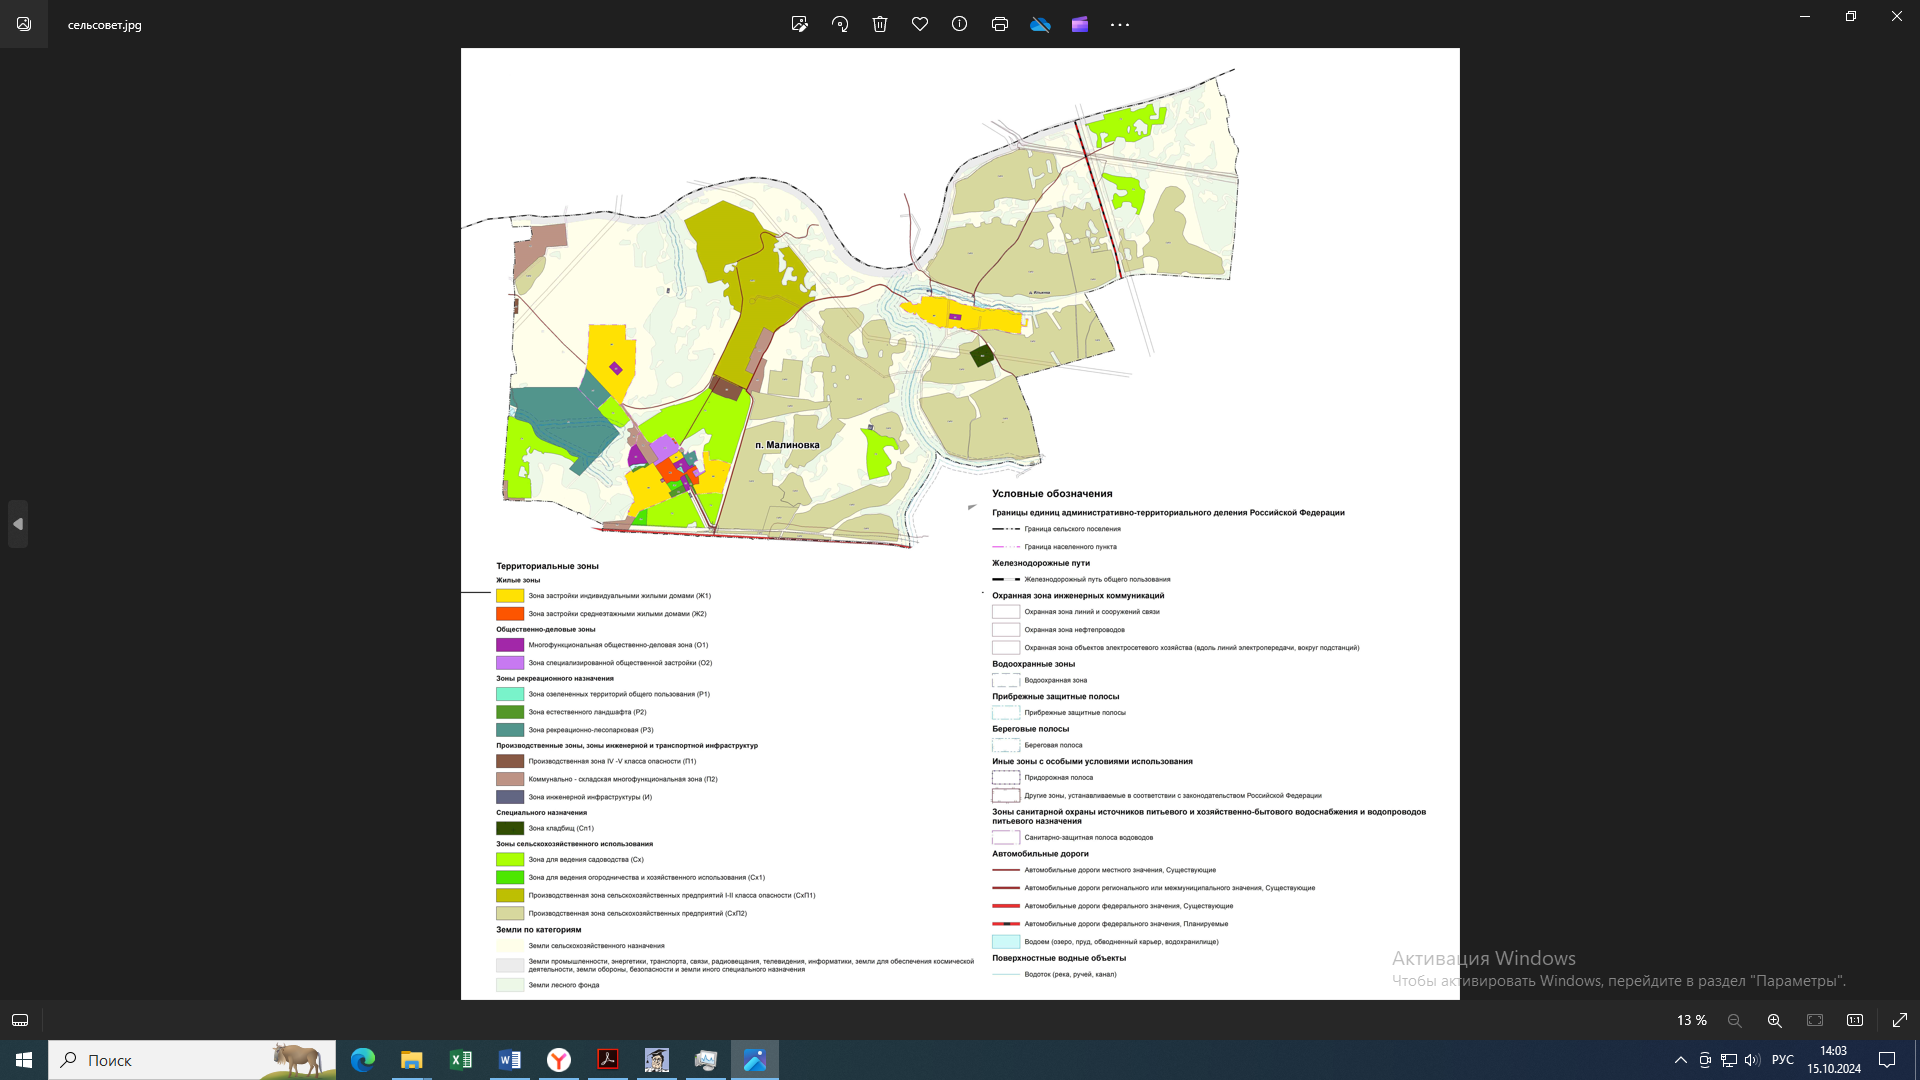 сельсовет.jpg
п. Малиновка
д. Ильинка
Условные обозначения
Границы единиц административно-территориального деления Российской Федерации
Граница сельского поселения
Граница населенного пункта
Железнодорожные пути
Железнодорожный путь общего пользования
Охранная зона инженерных коммуникаций
Охранная зона линий и сооружений связи
Охранная зона нефтепроводов
Охранная зона объектов электросетевого хозяйства (вдоль линий электропередачи, вокруг подстанций)
Водоохранные зоны
Водоохранная зона
Прибрежные защитные полосы
Прибрежные защитные полосы
Береговые полосы
Береговая полоса
Иные зоны с особыми условиями использования
Придорожная полоса
Другие зоны, устанавливаемые в соответствии с законодательством Российской Федерации
Зоны санитарной охраны источников питьевого и хозяйственно-бытового водоснабжения и водопроводов
питьевого назначения
Санитарно-защитная полоса водоводов
Автомобильные дороги
Автомобильные дороги местного значения, Существующие
Автомобильные дороги регионального или межмуниципального значения, Существующие
Автомобильные дороги федерального значения, Существующие
Автомобильные дороги федерального значения, Планируемые
Водоем (озеро, пруд, обводненный карьер, водохранилище)
Поверхностные водные объекты
Водоток (река, ручей, канал)
Территориальные зоны
Жилые зоны
Зона застройки индивидуальными жилыми домами (Ж1)
Зона застройки среднеэтажными жилыми домами (Ж2)
Общественно-деловые зоны
Многофункциональная общественно-деловая зона (О1)
Зона специализированной общественной застройки (О2)
Зоны рекреационного назначения
Зона озелененных территорий общего пользования (Р1)
Зона естественного ландшафта (Р2)
Зона рекреационно-лесопарковая (Р3)
Производственные зоны, зоны инженерной и транспортной инфраструктур
Производственная зона IV -V класса опасности (П1)
Коммунально - складская многофункциональная зона (П2)
Зона инженерной инфраструктуры (И)
Специального назначения
Зона кладбищ (Сп1)
Зоны сельскохозяйственного использования
Зона для ведения садоводства (Сх)
Зона для ведения огородничества и хозяйственного использования (Сх1)
Производственная зона сельскохозяйственных предприятий I-II класса опасности (СхП1)
Производственная зона сельскохозяйственных предприятий (СхП2)
Земли по категориям
Земли сельскохозяйственного назначения
Земли промышленности, энергетики, транспорта, связи, радиовещания, телевидения, информатики, земли для обеспечения космической
деятельности, земли обороны, безопасности и земли иного специального назначения
Земли лесного фонда
Активация Windows
Чтобы активировать Windows, перейдите в раздел "Параметры".
13 %
1:1
Поиск
РУС
14:03
15.10.2024